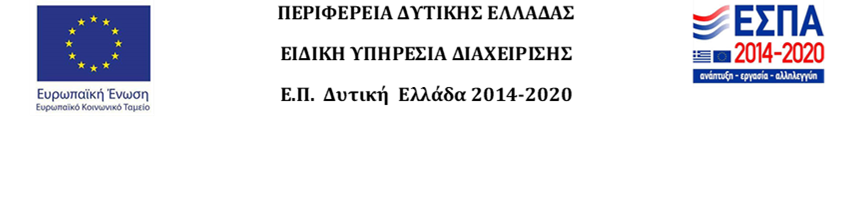 ΠΕΡΙΦΕΡΕΙΑ ΔΥΤΙΚΗΣ ΕΛΛΑΔΑΣ
ΕΙΔΙΚΗ ΥΠΗΡΕΣΙΑ ΔΙΑΧΕΙΡΙΣΗΣ
Ε.Π. Δυτική Ελλάδα 2014-2020
Ευρωπαϊκή Ένωση
Ευρωπαϊκό Κοινωνικό Ταμείο
ΕΣΠΑ
2014-2020
ανάπτυξη - εργασία - αλληλεγγύη